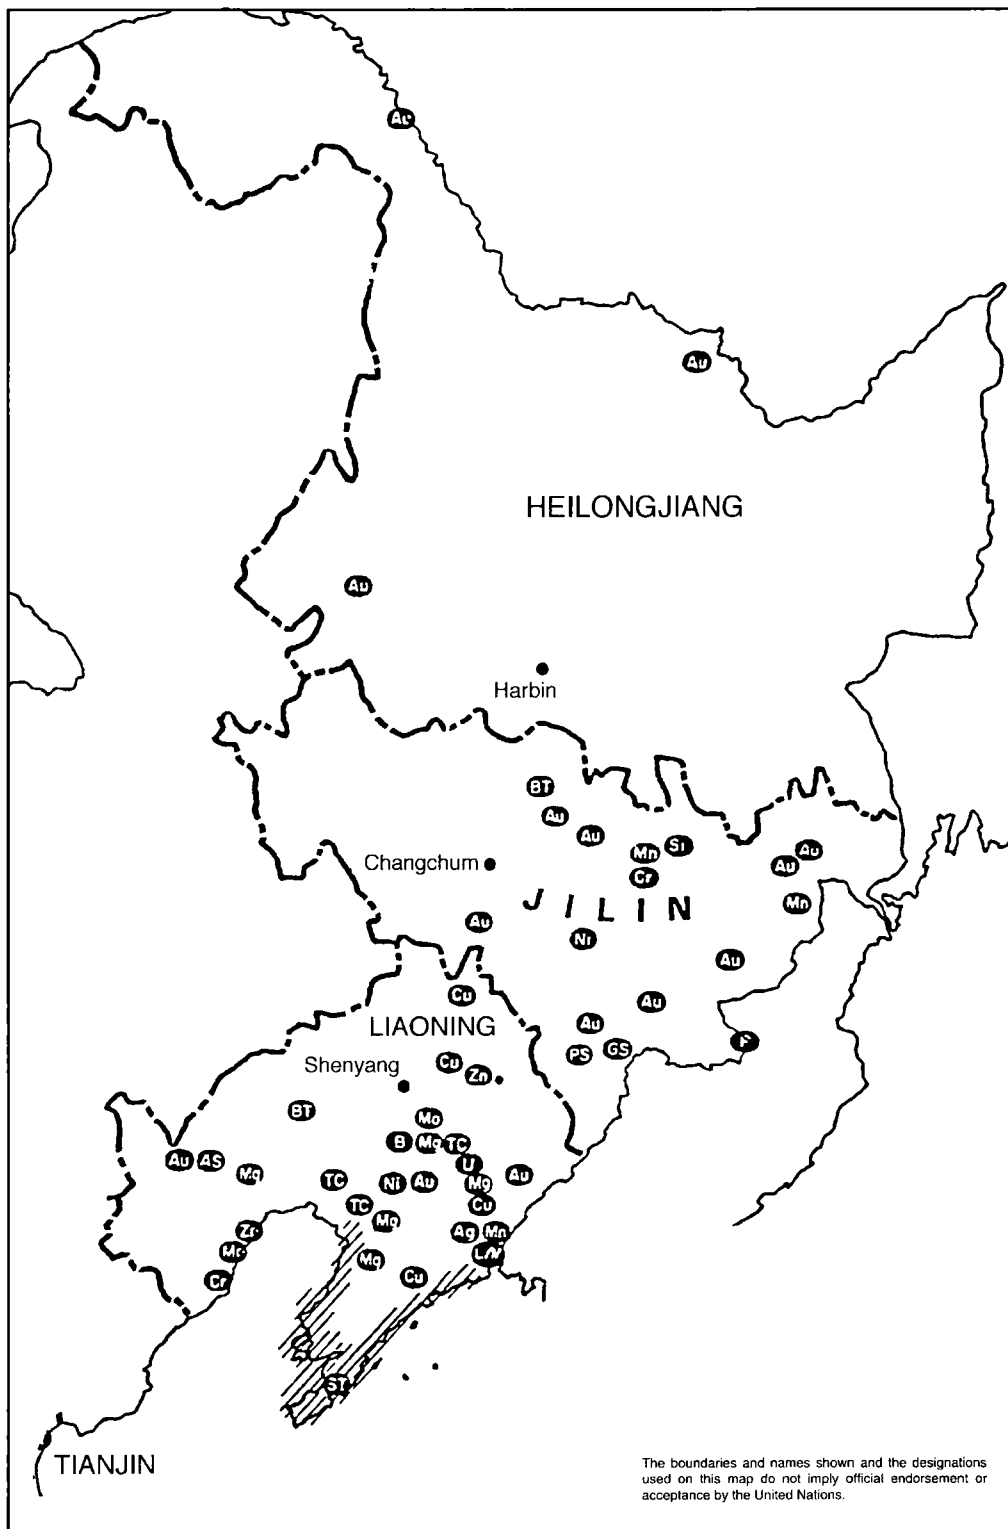 Au
Au
HEILONGJIANG
Au
Harbin
BT
Au
Au
Mn
Si
Au
Au
Cr
Changchum
JILIN
Mn
Au
Ni
Au
Cu
Au
LIAONING
Au
PS
GS
F
Shenyang
Cu
Zn
BT
Mo
B
Mg
TC
Au
AS
Mg
TC
Ni
Au
U
Mg
Au
TC
Mg
Cu
Zr
Ag
Mn
Mg
Cr
Cu
ST
TIANJIN
The boundaries and names shown and the designations
used on this map do not imply official endorsement or
acceptance by the United Nations.